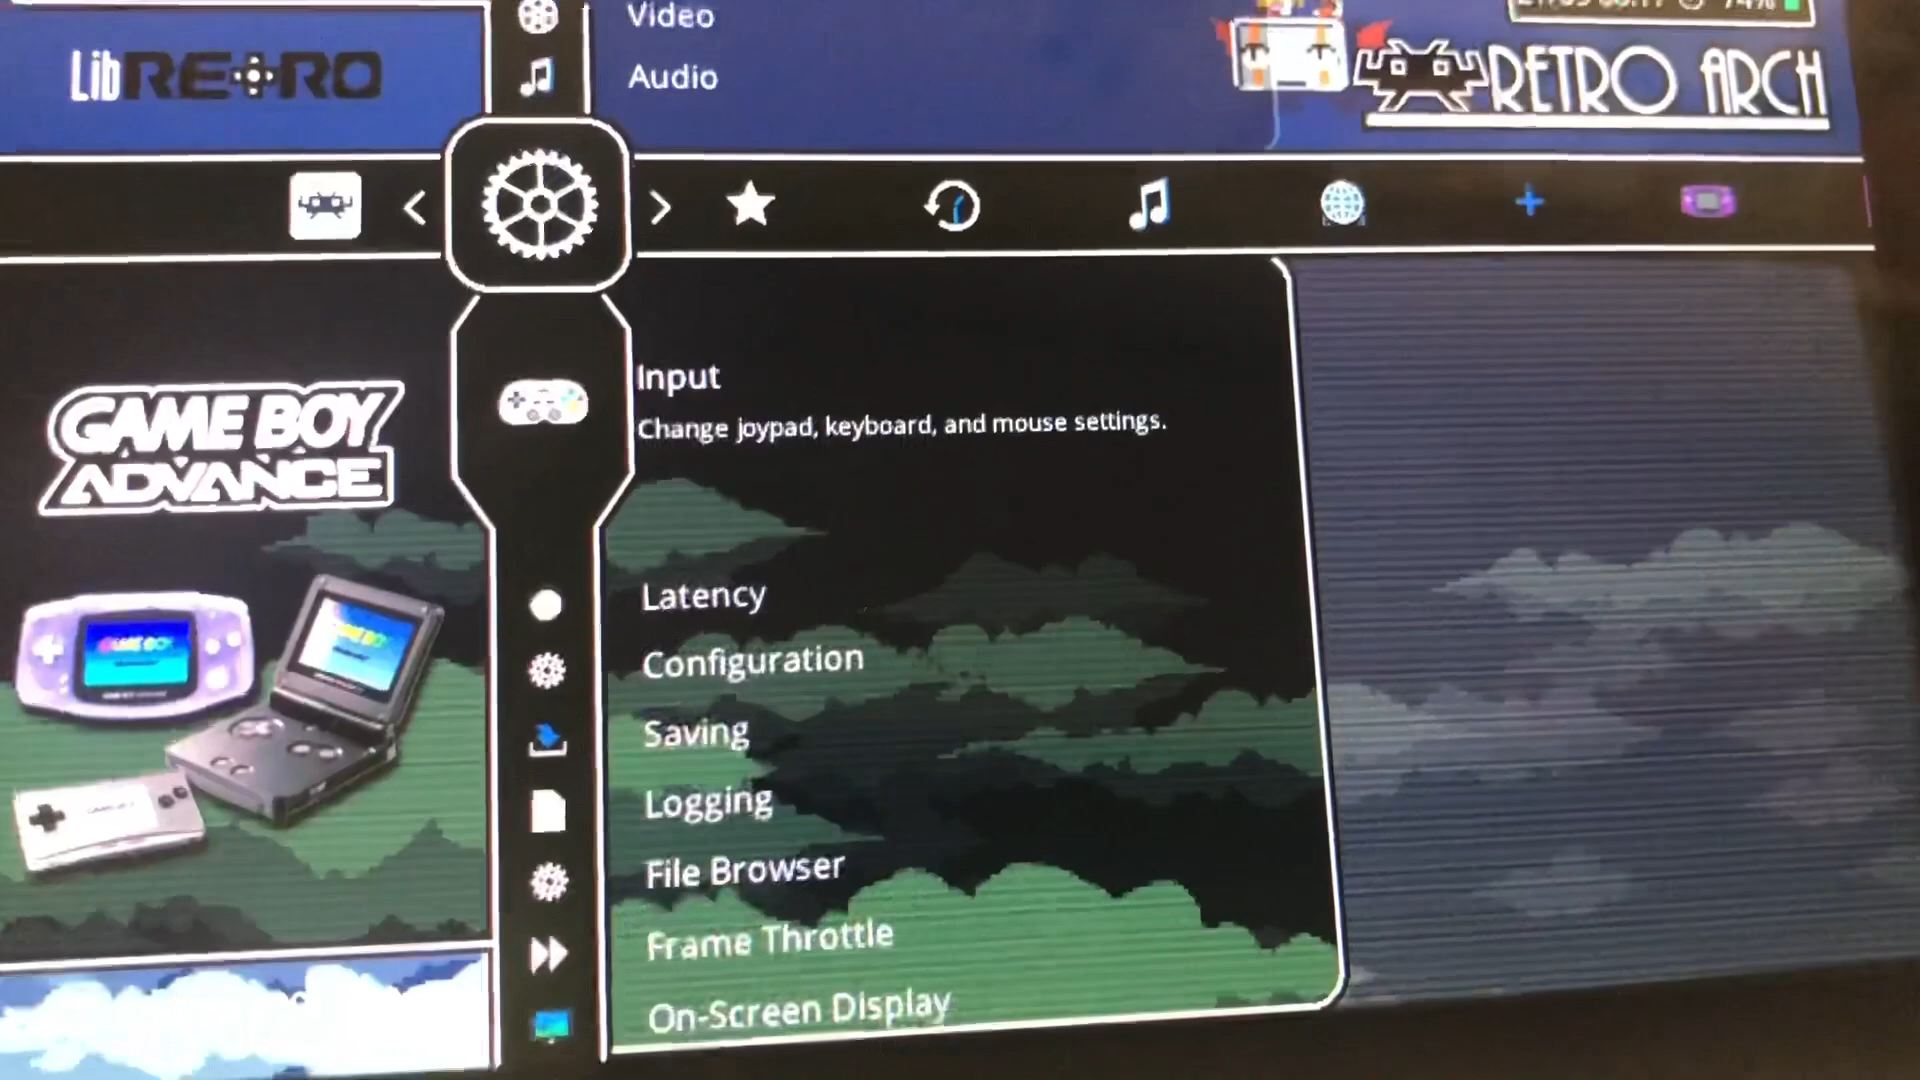 Video
LibRETRO
Audio
RETRO ARCH
Input
Change joypad, keyboard, and mouse settings.
GAME BOY
ADVANCE
Latency
Configuration
Saving
Logging
File Browser
Frame Throttle
On-Screen Display